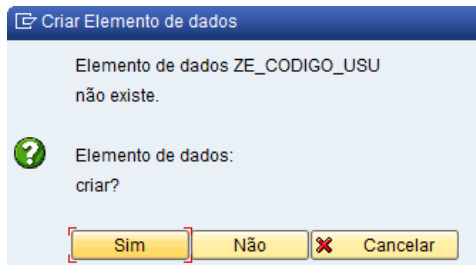 Criar Elemento de dados
Elemento de dados ZE_CODIGO_USU
não existe.
Elemento de dados:
criar?
Sim
Não
Cancelar